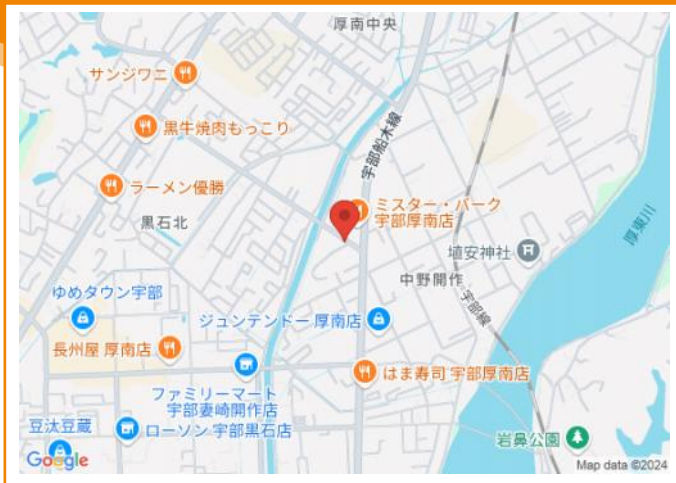 厚南中央
サンジワニ
宇部船木線
黒牛焼肉もっこり
ラーメン優勝
ミスター・バーク
宇部厚南店
黒石北
厚東川
埴安神社
中野開作
ゆめタウン宇部
宇部線
ジュンテンドー 厚南店
長州屋 厚南店
はま寿司 宇部厚南店
ファミリーマート
宇部妻崎開作店
豆汰豆蔵
ローソン 宇部黒石店
岩鼻公園
Google
Map data ©2024